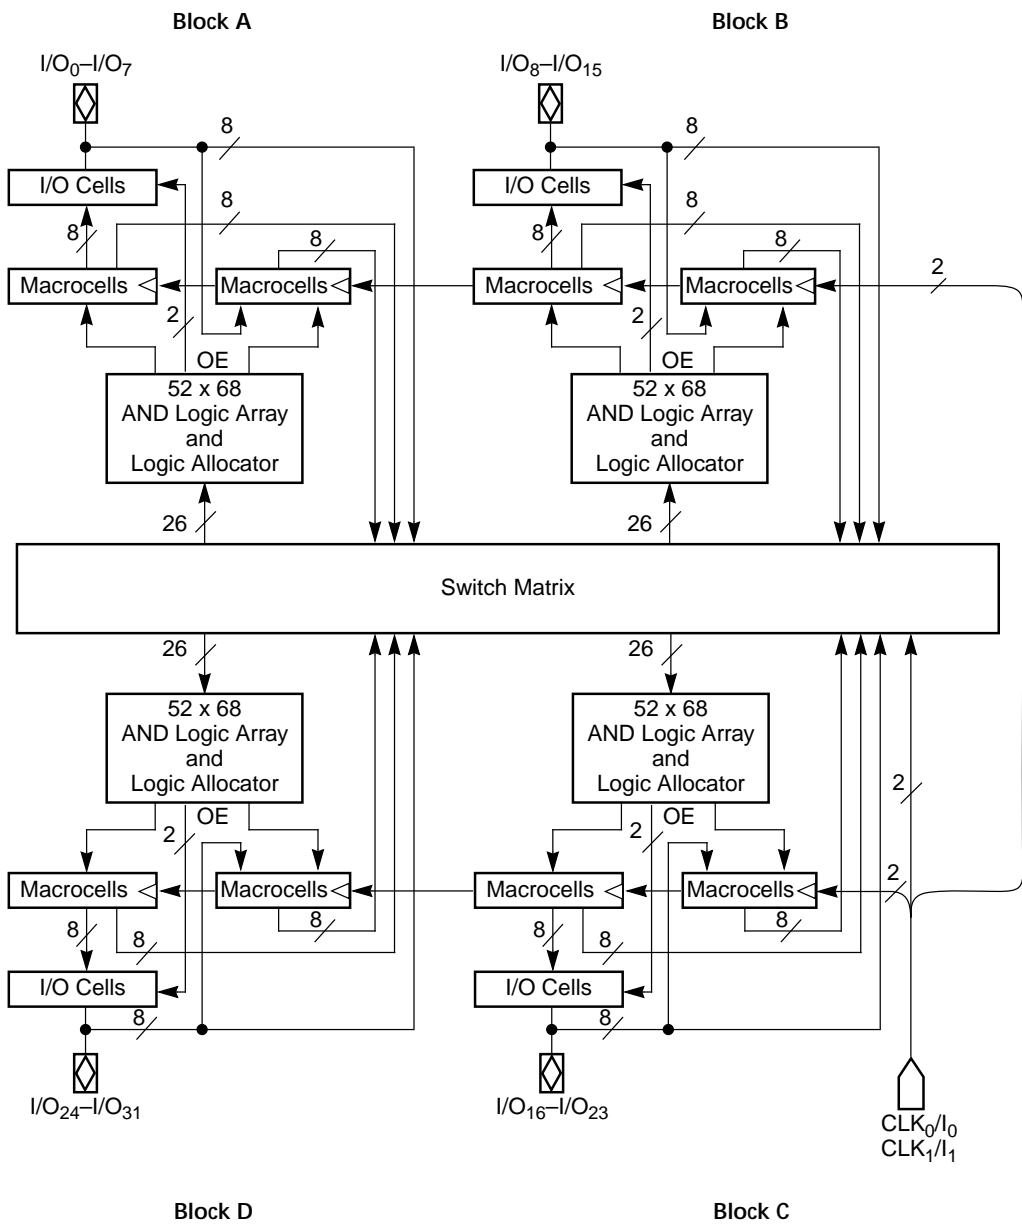 Block A
Block B
I/O0–I/O7
I/O8–I/O15
8
8
I/O Cells
I/O Cells
8
8
8
8
8
8
Macrocells
Macrocells
Macrocells
Macrocells
2
2
2
OE
OE
52 x 68
AND Logic Array
and
Logic Allocator
52 x 68
AND Logic Array
and
Logic Allocator
26
26
Switch Matrix
26
26
52 x 68
AND Logic Array
and
Logic Allocator
52 x 68
AND Logic Array
and
Logic Allocator
2
OE
OE
2
2
2
Macrocells
Macrocells
Macrocells
Macrocells
8
8
8
8
8
8
I/O Cells
I/O Cells
8
8
I/O24–I/O31
I/O16–I/O23
CLK0/I0
CLK1/I1
Block D
Block C